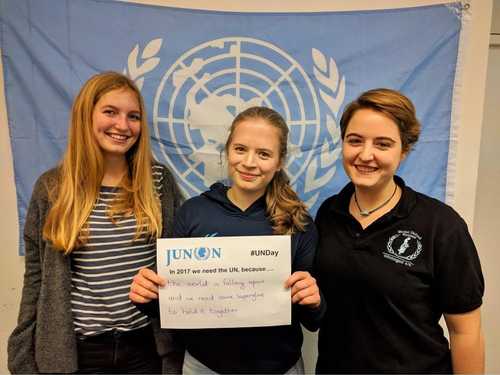 JUNON #UNDay
In 2017 we need the UN, because....
the world is falling apart
and we need some superglue
to hold it together